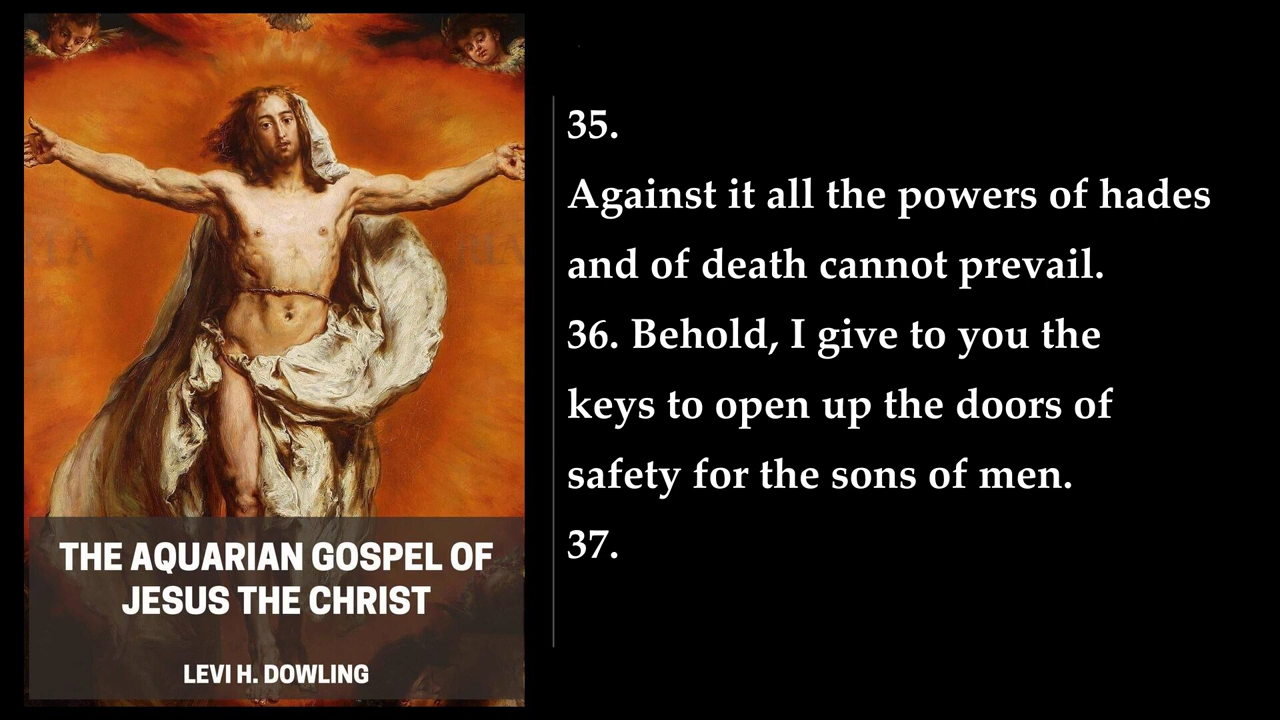 THE AQUARIAN GOSPEL OF
JESUS THE CHRIST
LEVI H. DOWLING
35.
Against it all the powers of hades
and of death cannot prevail.
36. Behold, I give to you the
keys to open up the doors of
safety for the sons of men.
37.